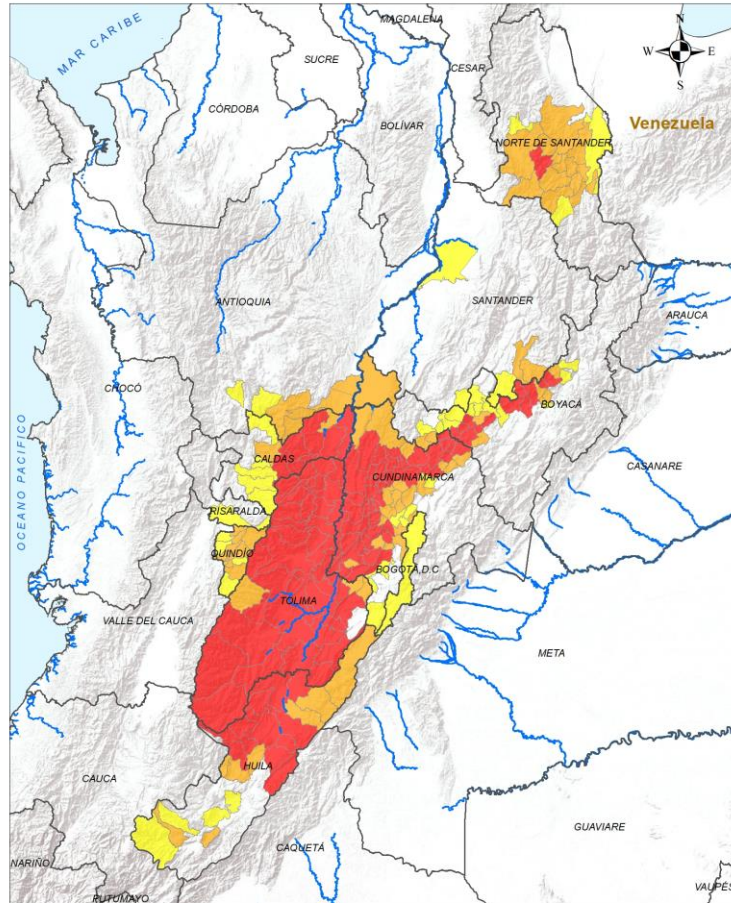 MAGDALENA
MAR CARIBE
SUCRE
CESAR
N
W E
S
CÓRDOBA
BOLÍVAR
Venezuela
NORTE DE SANTANDER
ANTIOQUIA
SANTANDER
ARAUCA
CHOCÓ
BOYACÁ
CALDAS
CUNDINAMARCA
CASANARE
RISARALDA
OCEANO PACIFICO
QUINDÍO
BOGOTÁ,D.C
TOLIMA
VALLE DEL CAUCA
META
HUILA
CAUCA
GUAVIARE
NARIÑO
CAQUETÁ
PUTUMAYO
VAUPÉS